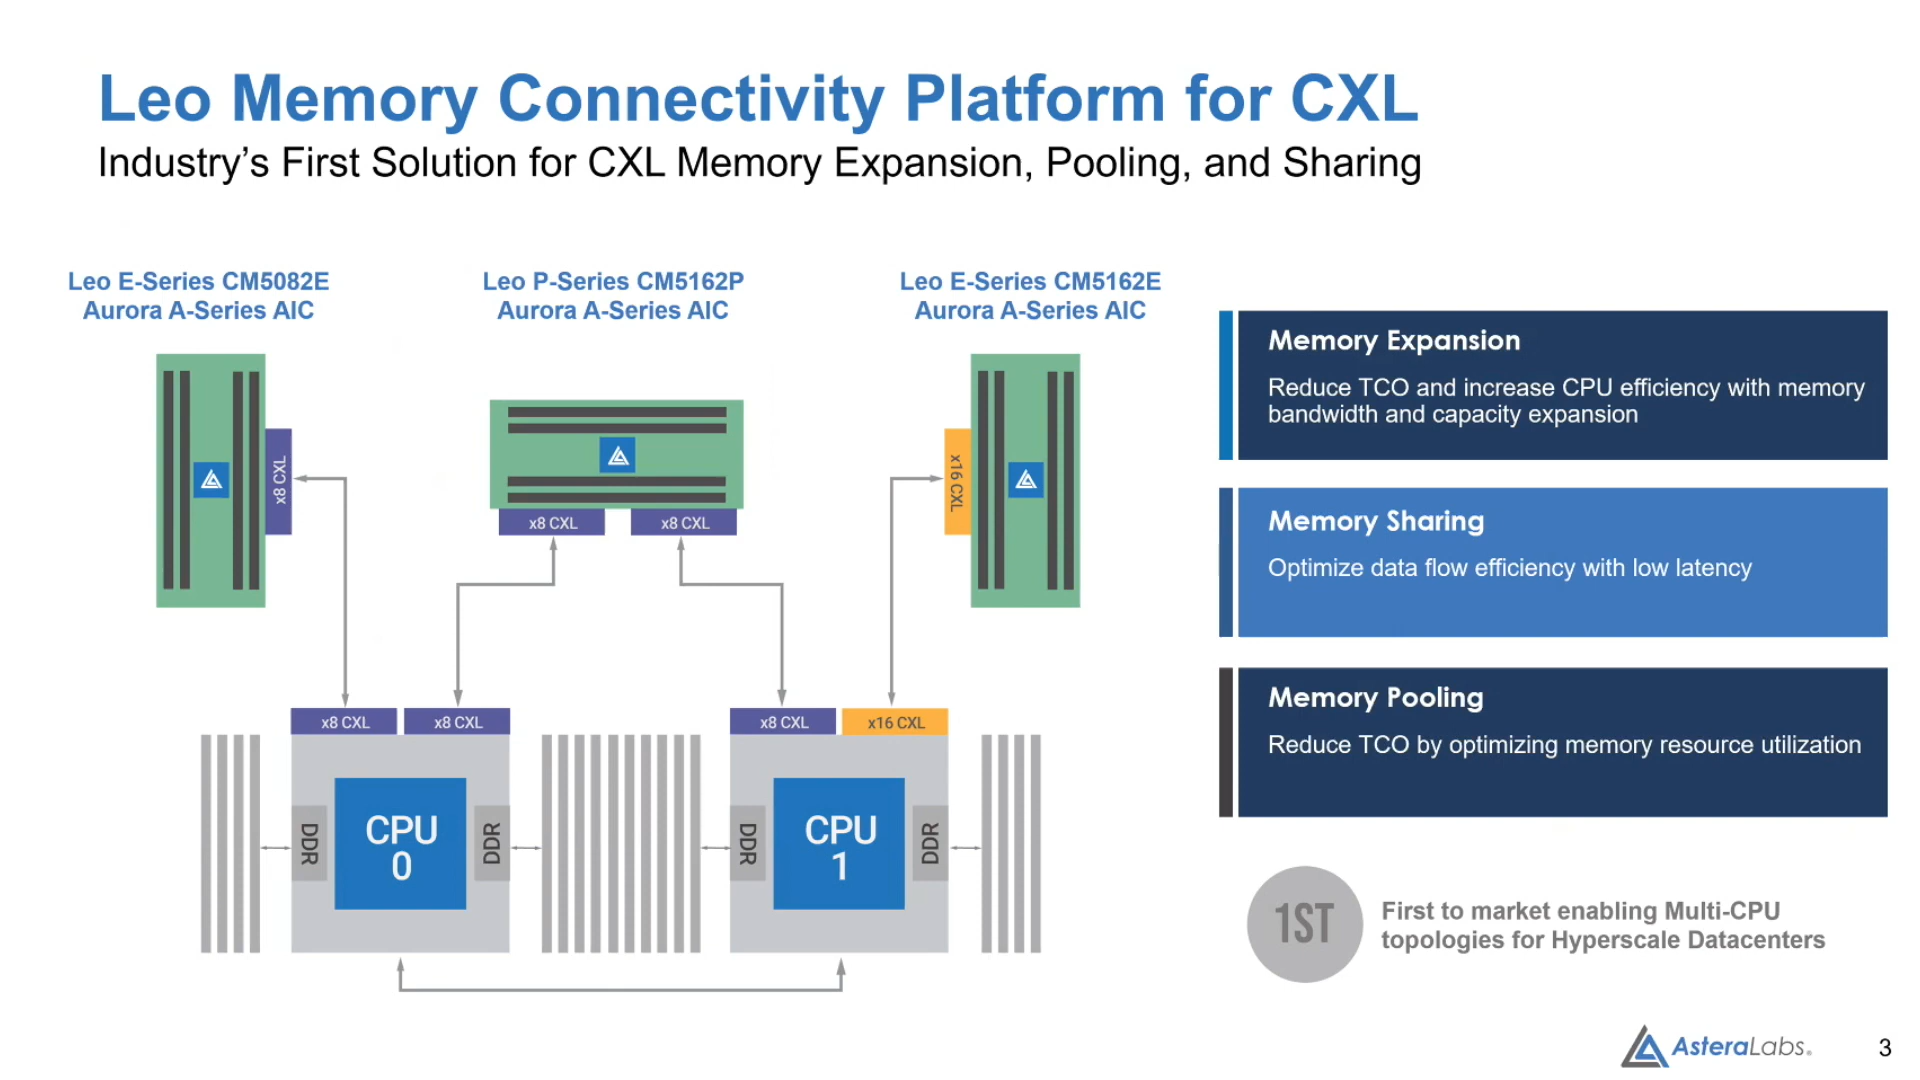 Leo Memory Connectivity Platform for CXL
Industry's First Solution for CXL Memory Expansion, Pooling, and Sharing
Leo E-Series CM5082E
Aurora A-Series AIC
Leo P-Series CM5162P
Aurora A-Series AIC
Leo E-Series CM5162E
Aurora A-Series AIC
x8 CXL
x8 CXL
x8 CXL
x16 CXL
x8 CXL
x8 CXL
x8 CXL
x16 CXL
DDR
CPU
0
DDR
DDR
CPU
1
DDR
Memory Expansion
Reduce TCO and increase CPU efficiency with memory
bandwidth and capacity expansion
Memory Sharing
Optimize data flow efficiency with low latency
Memory Pooling
Reduce TCO by optimizing memory resource utilization
1ST
First to market enabling Multi-CPU
topologies for Hyperscale Datacenters
AsteraLabs.
3